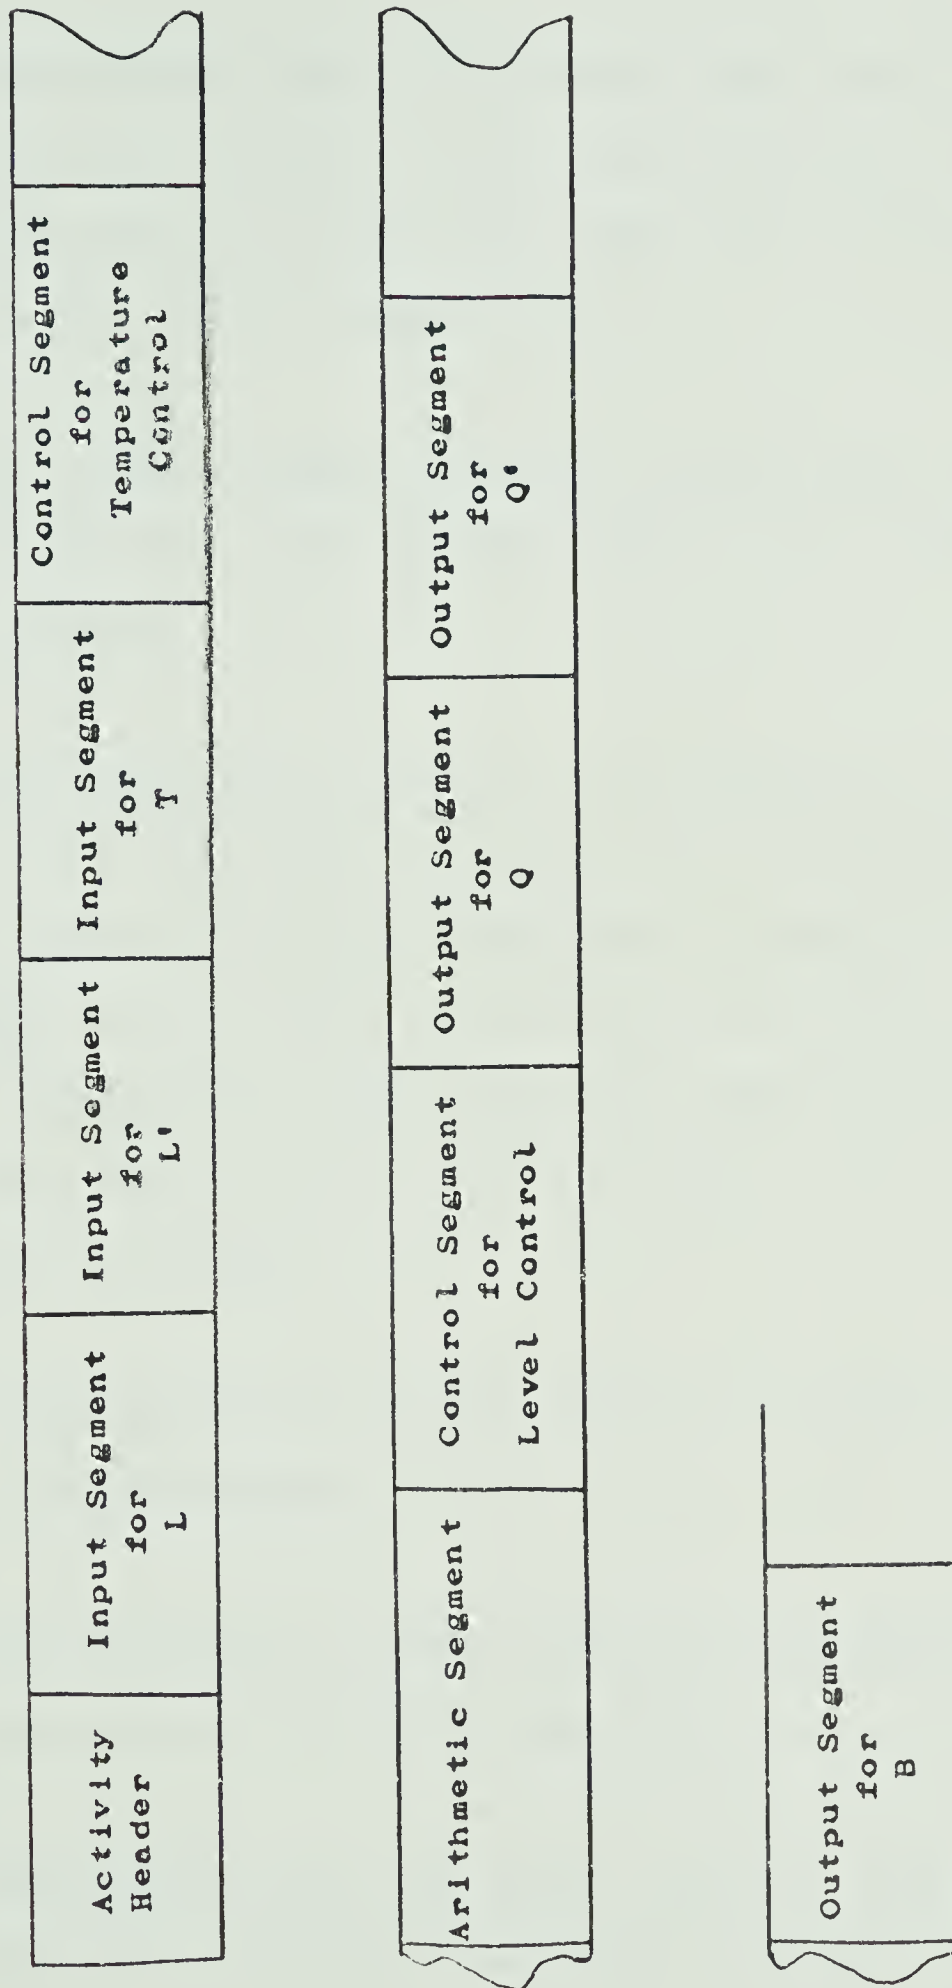 Activity
Header
Input Segment
for
L
Input Segment
for
L'
Input Segment
for
T
Control Segment
for
Temperature
Control
Arithmetic Segment
Control Segment
for
Level Control
Output Segment
for
Q
Output Segment
for
Q'
Output Segment
for
B